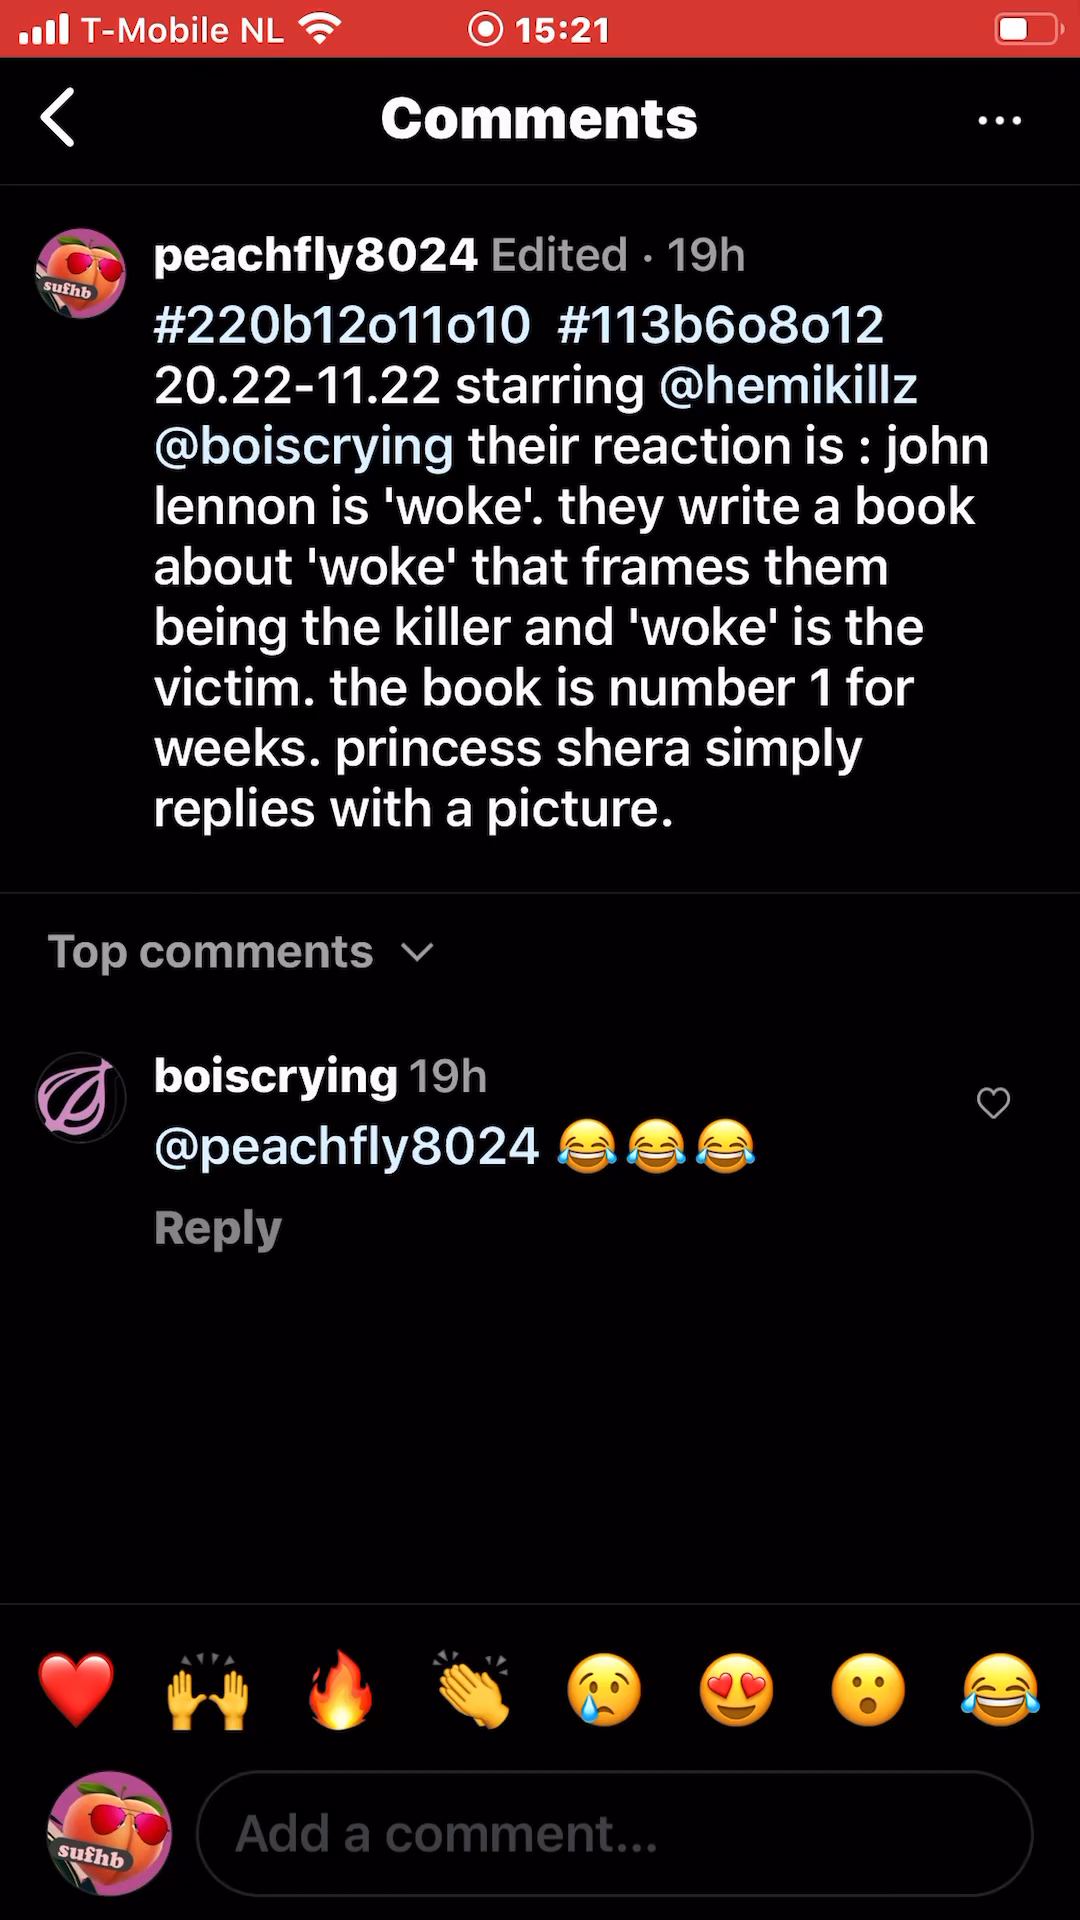 T-Mobile NL 15:21
Comments
peachfly8024 Edited · 19h
#220b12o11o10 #113b6o8o12
20.22-11.22 starring @hemikillz
@boiscrying their reaction is : john
lennon is 'woke'. they write a book
about 'woke' that frames them
being the killer and 'woke' is the
victim. the book is number 1 for
weeks. princess shera simply
replies with a picture.
sufhb
Top comments
boiscrying 19h
@peachfly8024 😂😂😂
Reply
❤️ 🙌 🔥 👏 😢 😍 😮 😂
sufhb
Add a comment...